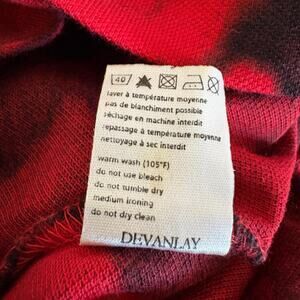 40
laver à température moyenne
pas de blanchiment possible
séchage en machine interdit
repassage à température moyenne
nettoyage à sec interdit
warm wash (105°F)
do not use bleach
do not tumble dry
medium ironing
do not dry clean
DEVANLAY